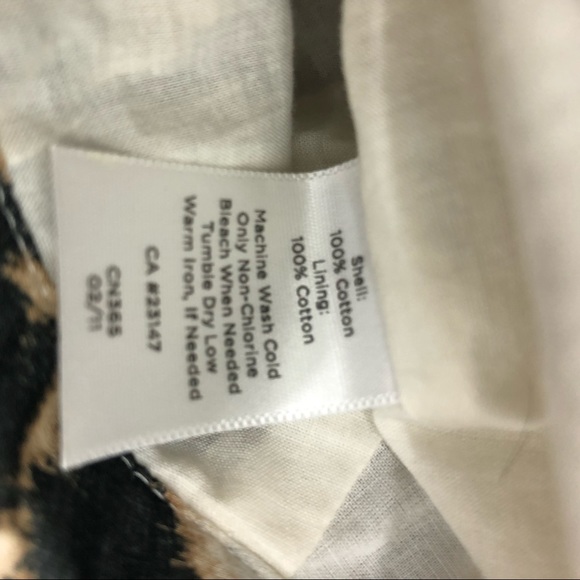 Shell:
100% Cotton
Lining:
100% Cotton
Machine Wash Cold
Only Non-Chlorine
Bleach When Needed
Tumble Dry Low
Warm Iron, If Needed
CA #23147
CN365
02/11